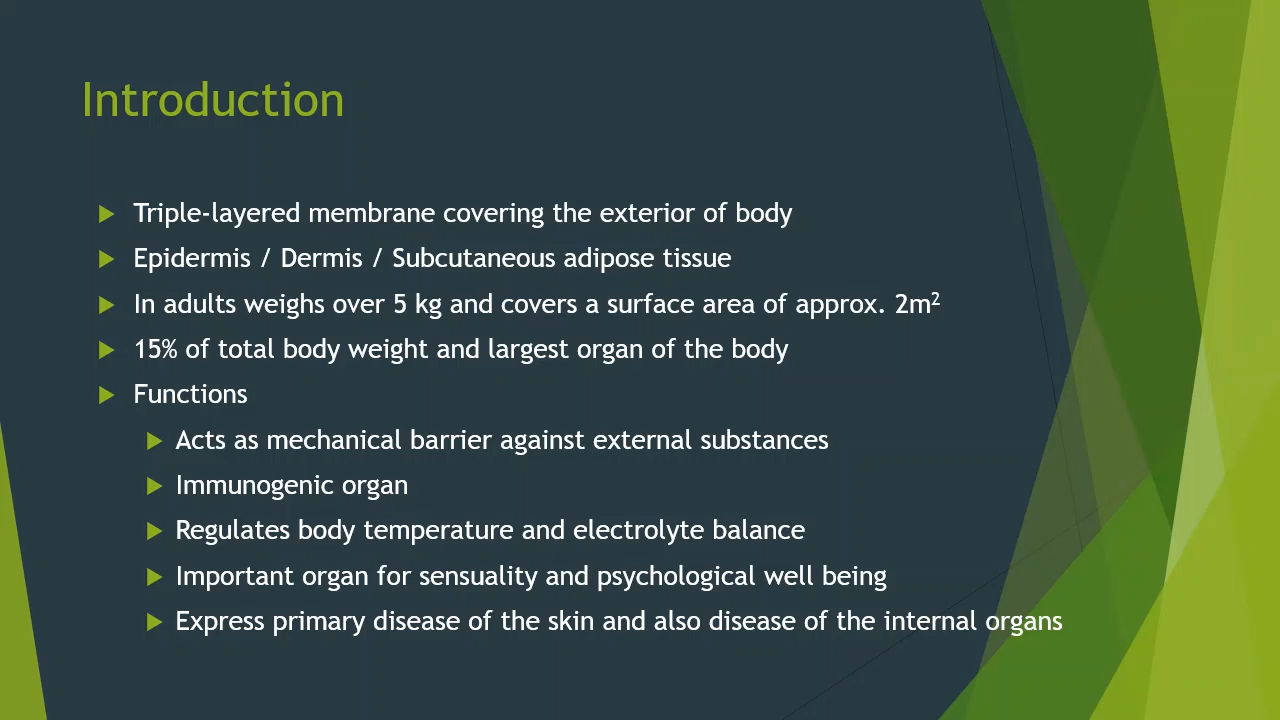 Introduction
Triple-layered membrane covering the exterior of body
Epidermis / Dermis / Subcutaneous adipose tissue
In adults weighs over 5 kg and covers a surface area of approx. 2m²
15% of total body weight and largest organ of the body
Functions
Acts as mechanical barrier against external substances
Immunogenic organ
Regulates body temperature and electrolyte balance
Important organ for sensuality and psychological well being
Express primary disease of the skin and also disease of the internal organs